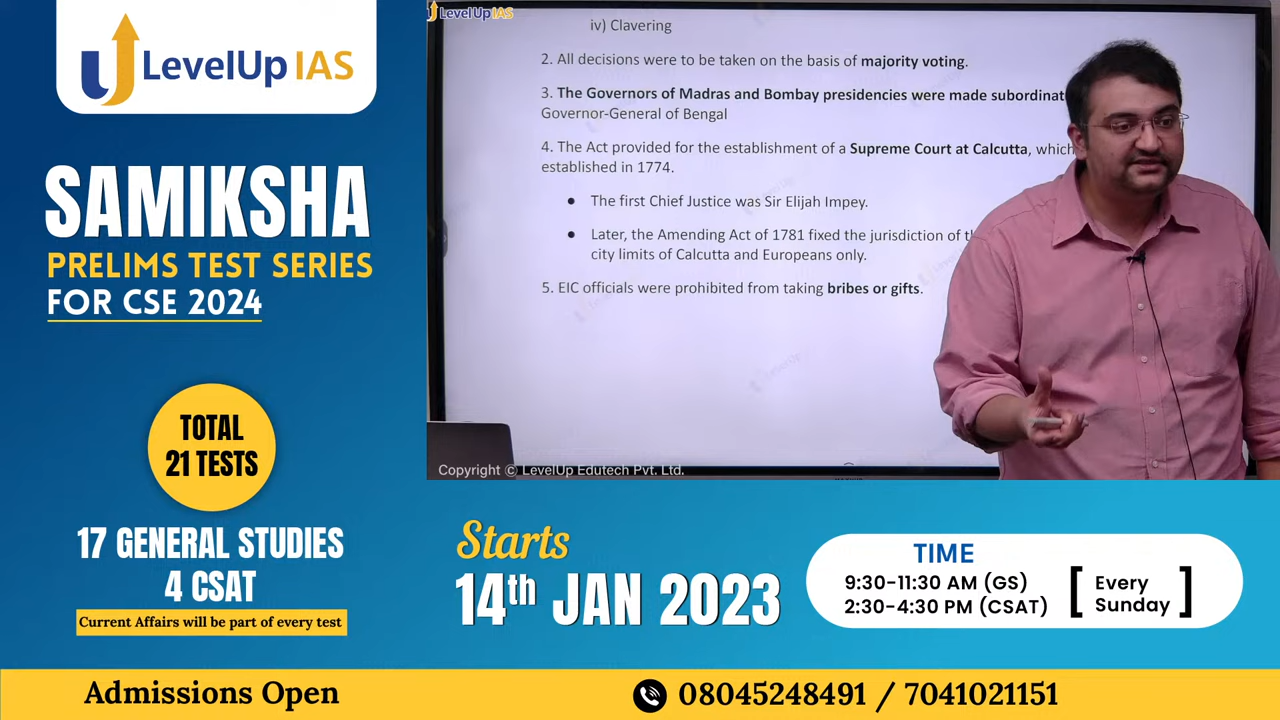 LevelUp IAS
SAMIKSHA
PRELIMS TEST SERIES
FOR CSE 2024
TOTAL
21 TESTS
17 GENERAL STUDIES
4 CSAT
Current Affairs will be part of every test
LevelUp IAS
iv) Clavering
2. All decisions were to be taken on the basis of majority voting.
3. The Governors of Madras and Bombay presidencies were made subordinat
Governor-General of Bengal
4. The Act provided for the establishment of a Supreme Court at Calcutta, which
established in 1774.
● The first Chief Justice was Sir Elijah Impey.
● Later, the Amending Act of 1781 fixed the jurisdiction of
city limits of Calcutta and Europeans only.
5. EIC officials were prohibited from taking bribes or gifts.
Copyright © LevelUp Edutech Pvt. Ltd.
Starts
14th JAN 2023
TIME
9:30-11:30 AM (GS)
2:30-4:30 PM (CSAT)
[ Every
Sunday ]
Admissions Open
08045248491 / 7041021151